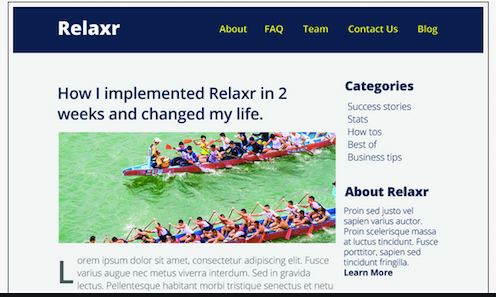 Relaxr
About FAQ Team Contact Us Blog
How I implemented Relaxr in 2
weeks and changed my life.
orem ipsum dolor sit amet, consectetur adipiscing elit. Fusce
L varius augue nec metus viverra interdum. Sed in gravida
lectus. Pellentesque habitant morbi tristique senectus et netu
Categories
Success stories
Stats
How tos
Best of
Business tips
About Relaxr
Proin sed justo vel
sapien varius auctor.
Proin scelerisque massa
at luctus tincidunt. Fusce
porttitor, sapien sed
tincidunt fringilla.
Learn More